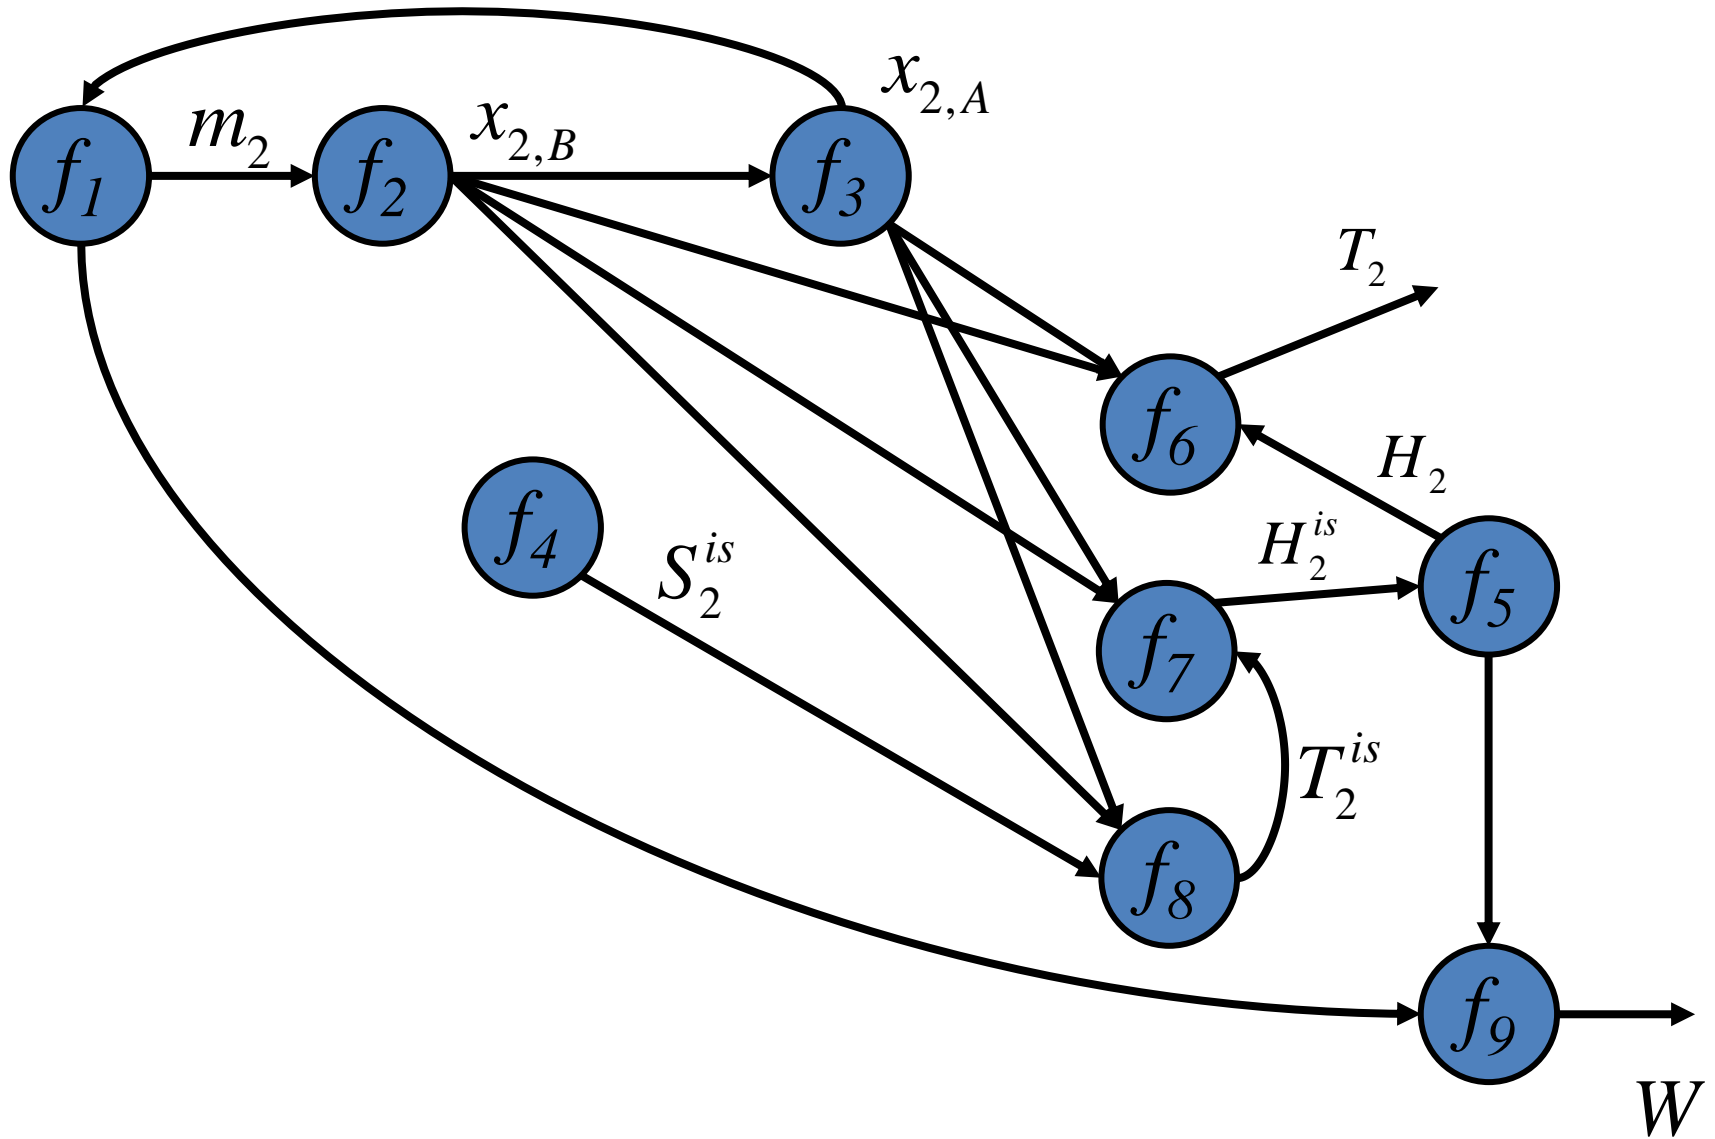 x₂,A
f₁ m₂ f₂ x₂,B f₃
T₂
f₆
H₂
f₄ S₂ⁱˢ H₂ⁱˢ f₅
f₇
T₂ⁱˢ
f₈
f₉
W